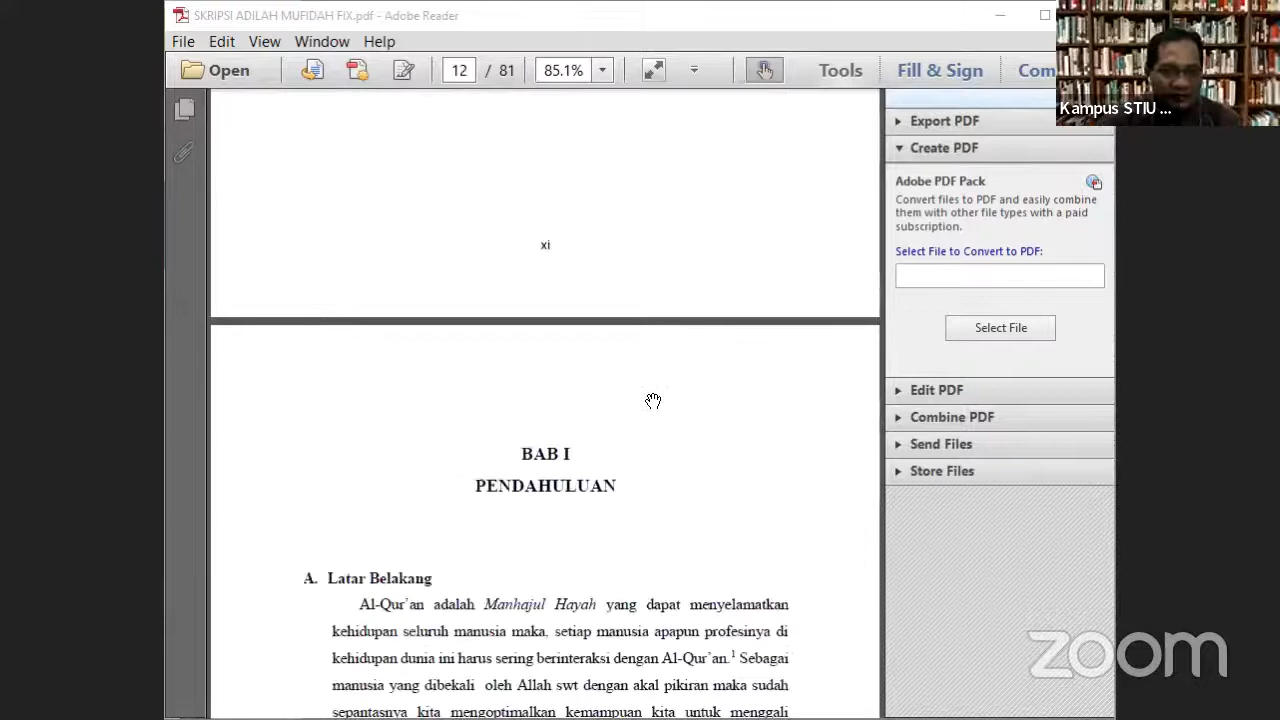 SKRIPSI ADILAH MUFIDAH FIX.pdf - Adobe Reader
File Edit View Window Help
Open 12 / 81 85.1% Tools Fill & Sign Com
Kampus STIU ...
Export PDF
Create PDF
Adobe PDF Pack
Convert files to PDF and easily combine
them with other file types with a paid
subscription.
Select File to Convert to PDF:
Select File
Edit PDF
Combine PDF
Send Files
Store Files
xi
BAB I
PENDAHULUAN
A. Latar Belakang
Al-Qur’an adalah Manhajul Hayah yang dapat menyelamatkan
kehidupan seluruh manusia maka, setiap manusia apapun profesinya di
kehidupan dunia ini harus sering berinteraksi dengan Al-Qur’an.¹ Sebagai
manusia yang dibekali oleh Allah swt dengan akal pikiran maka sudah
sepantasnya kita mengoptimalkan kemampuan kita untuk menggali
zoom